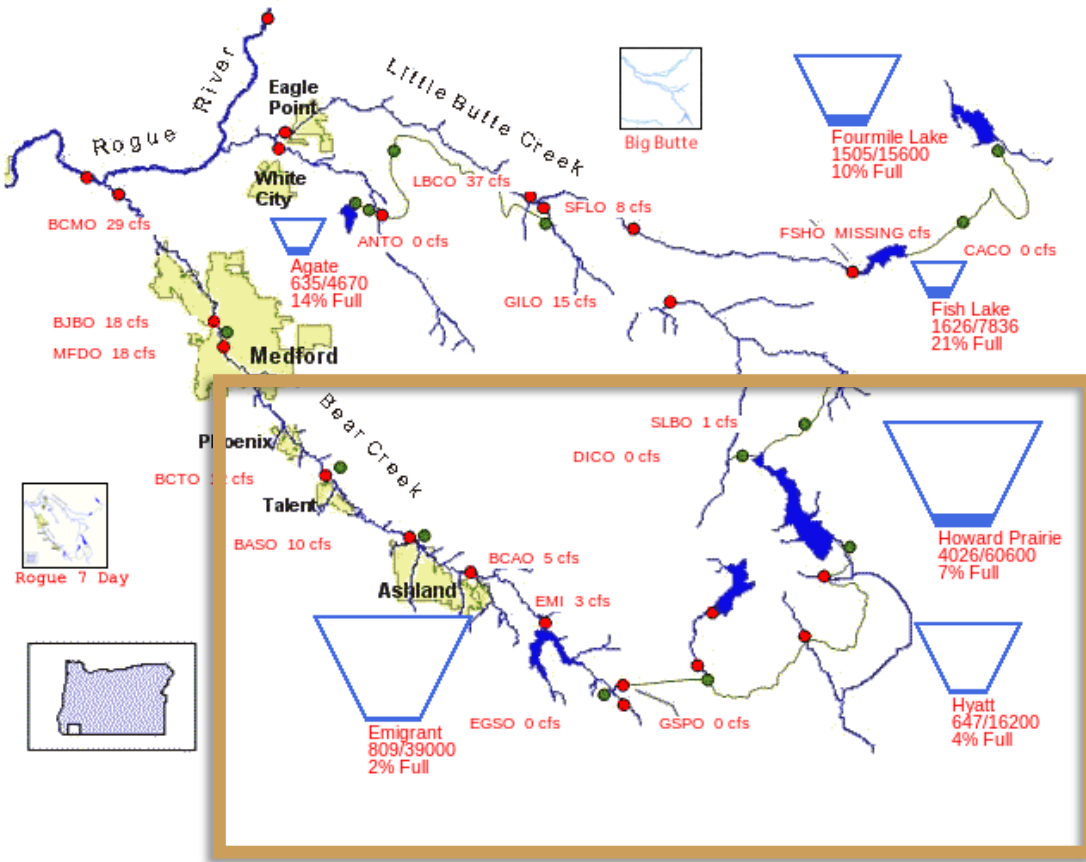 Rogue River
Eagle
Point
Little Butte Creek
Big Butte
Fourmile Lake
1505/15600
10% Full
White
City
LBCO 37 cfs
SFLO 8 cfs
BCMO 29 cfs
ANTO 0 cfs
FSHO MISSING cfs
CACO 0 cfs
Agate
635/4670
14% Full
GILO 15 cfs
Fish Lake
1626/7836
21% Full
BJBO 18 cfs
MFDO 18 cfs
Medford
Bear Creek
SLBO 1 cfs
Phoenix
DICO 0 cfs
BCTO 12 cfs
Talent
Howard Prairie
4026/60600
7% Full
BASO 10 cfs
BCAO 5 cfs
Rogue 7 Day
Ashland
EMI 3 cfs
EGSO 0 cfs
GSPO 0 cfs
Hyatt
647/16200
4% Full
Emigrant
809/39000
2% Full